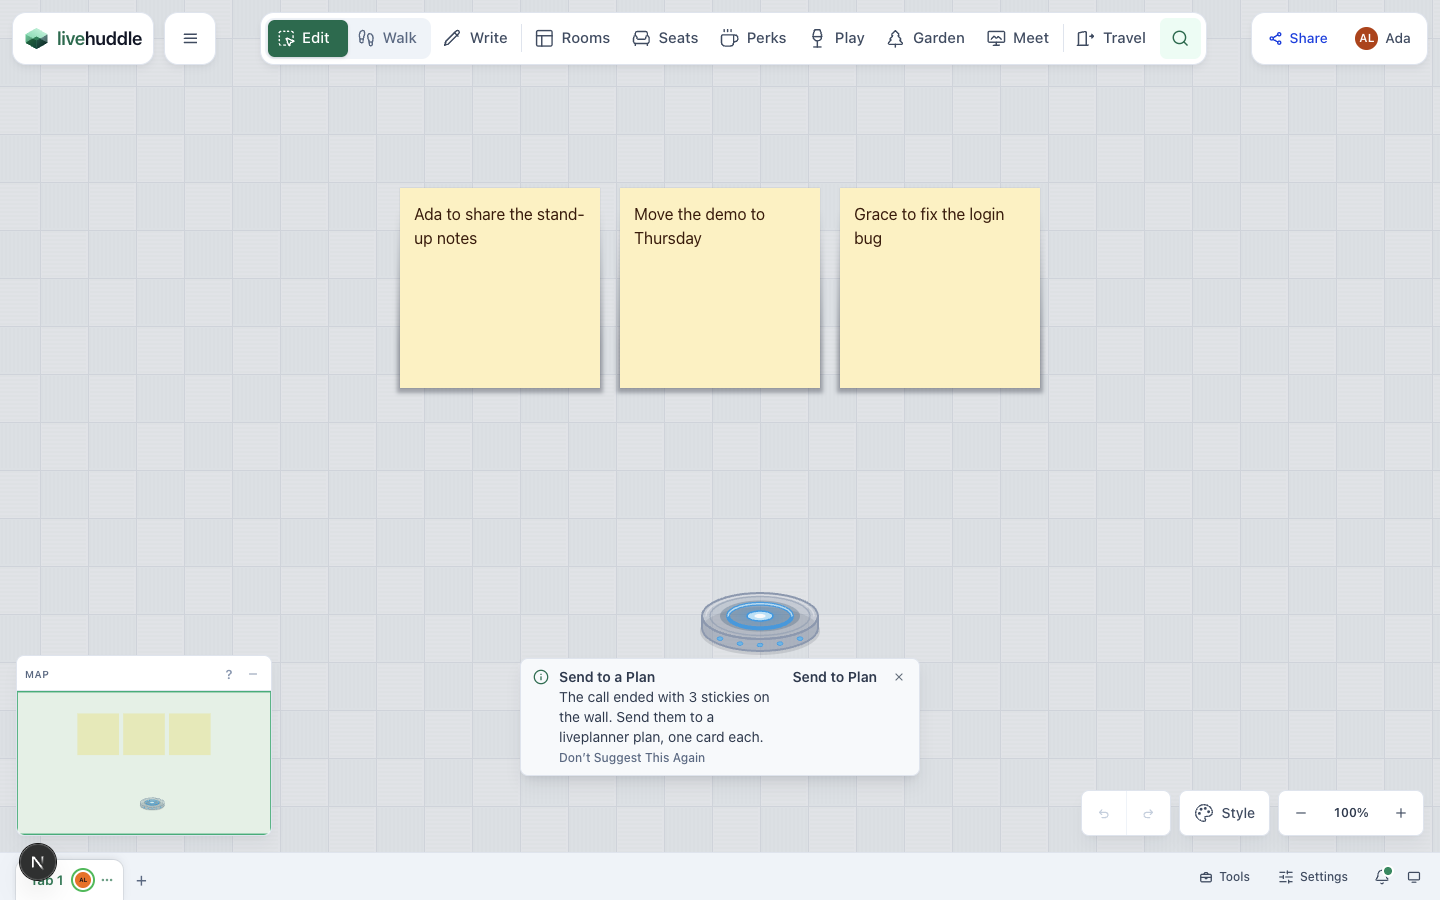 livehuddle
Edit
Walk
Write
Rooms
Seats
Perks
Play
Garden
Meet
Travel
Share
AL
Ada
Ada to share the stand-
up notes
Move the demo to
Thursday
Grace to fix the login
bug
MAP
?
Send to a Plan
Send to Plan
The call ended with 3 stickies on
the wall. Send them to a
liveplanner plan, one card each.
Don't Suggest This Again
Style
100%
N
AL
Tools
Settings